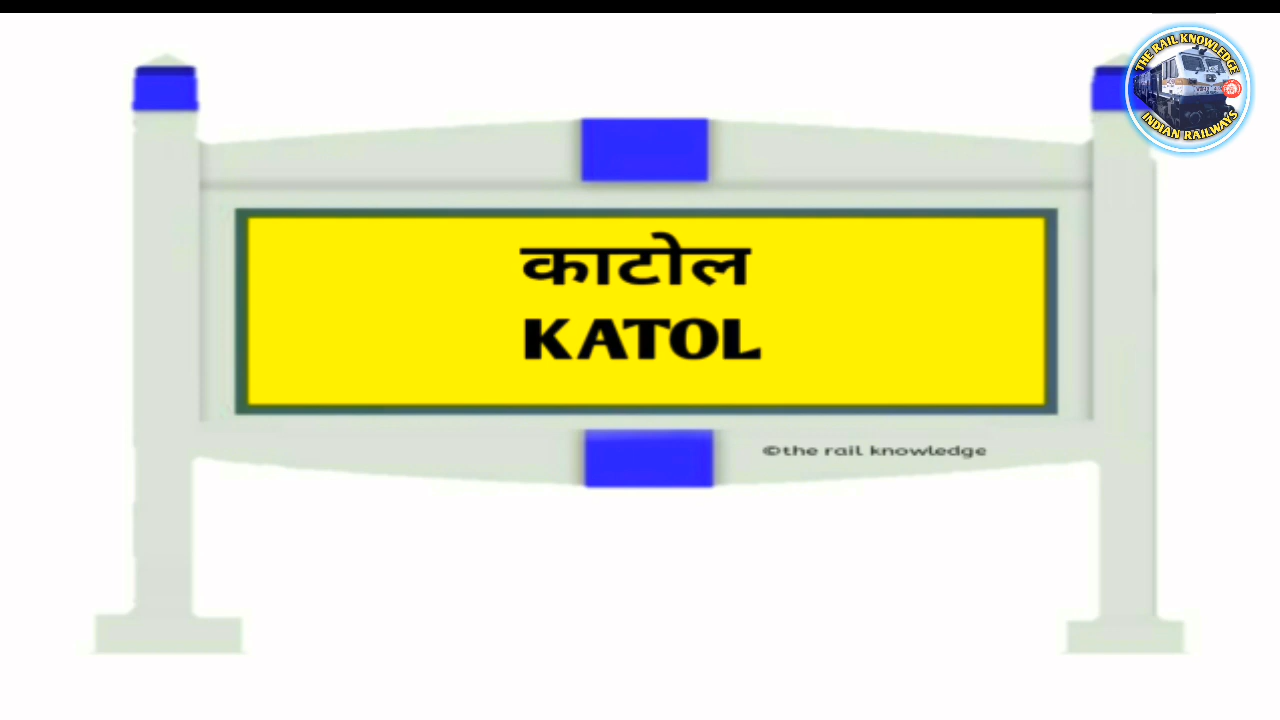 THE RAIL KNOWLEDGE
INDIAN RAILWAYS
काटोल
KATOL
©the rail knowledge